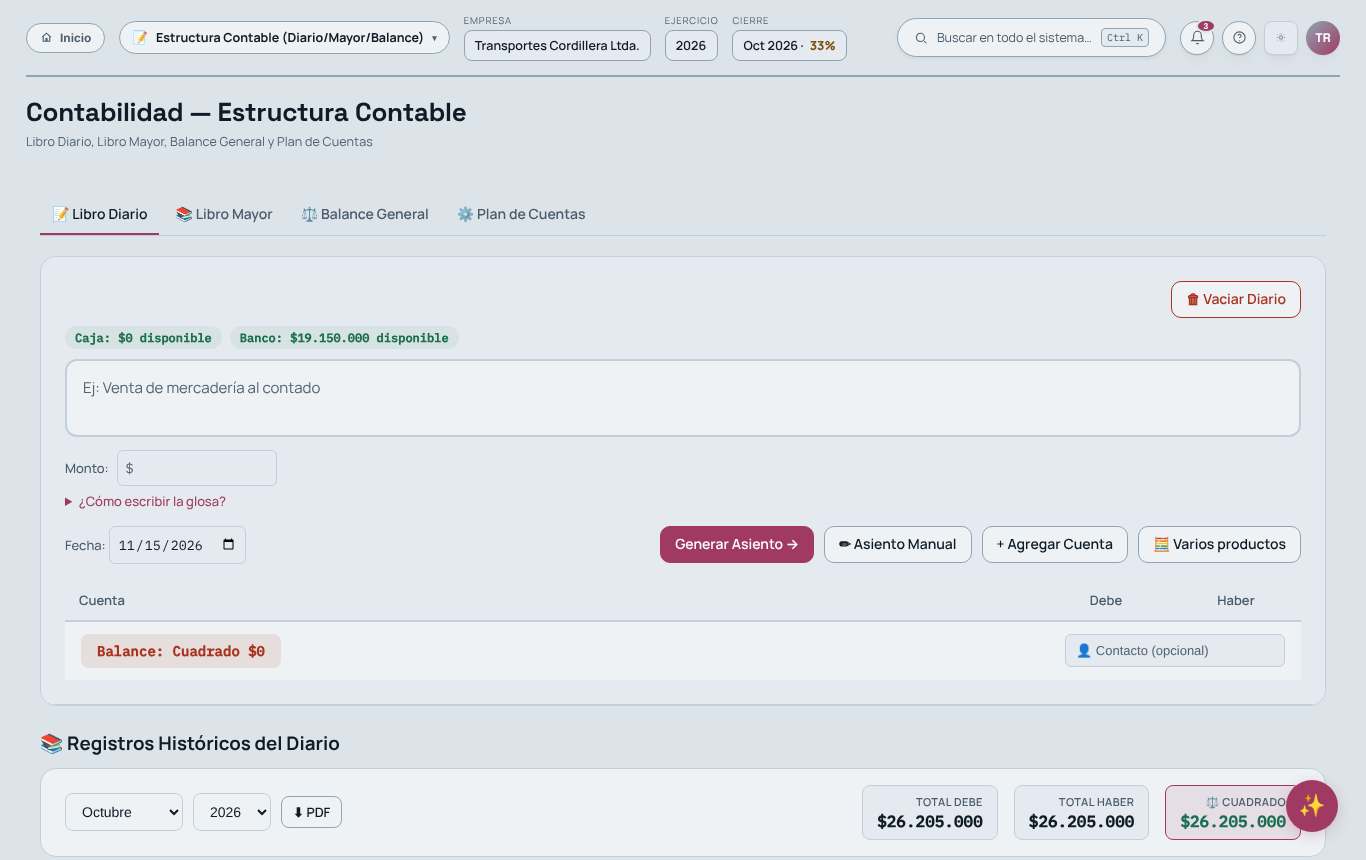 Inicio
📝 Estructura Contable (Diario/Mayor/Balance) ▾
EMPRESA
Transportes Cordillera Ltda.
EJERCICIO
2026
CIERRE
Oct 2026 · 33%
Buscar en todo el sistema… Ctrl K
3
TR
Contabilidad — Estructura Contable
Libro Diario, Libro Mayor, Balance General y Plan de Cuentas
📝 Libro Diario
📚 Libro Mayor
⚖️ Balance General
⚙️ Plan de Cuentas
🗑 Vaciar Diario
Caja: $0 disponible
Banco: $19.150.000 disponible
Ej: Venta de mercadería al contado
Monto: $
▶ ¿Cómo escribir la glosa?
Fecha: 11/15/2026
Generar Asiento →
✏ Asiento Manual
+ Agregar Cuenta
🧮 Varios productos
Cuenta Debe Haber
Balance: Cuadrado $0
👤 Contacto (opcional)
📚 Registros Históricos del Diario
Octubre
2026
⬇ PDF
TOTAL DEBE
$26.205.000
TOTAL HABER
$26.205.000
⚖️ CUADRADO
$26.205.000